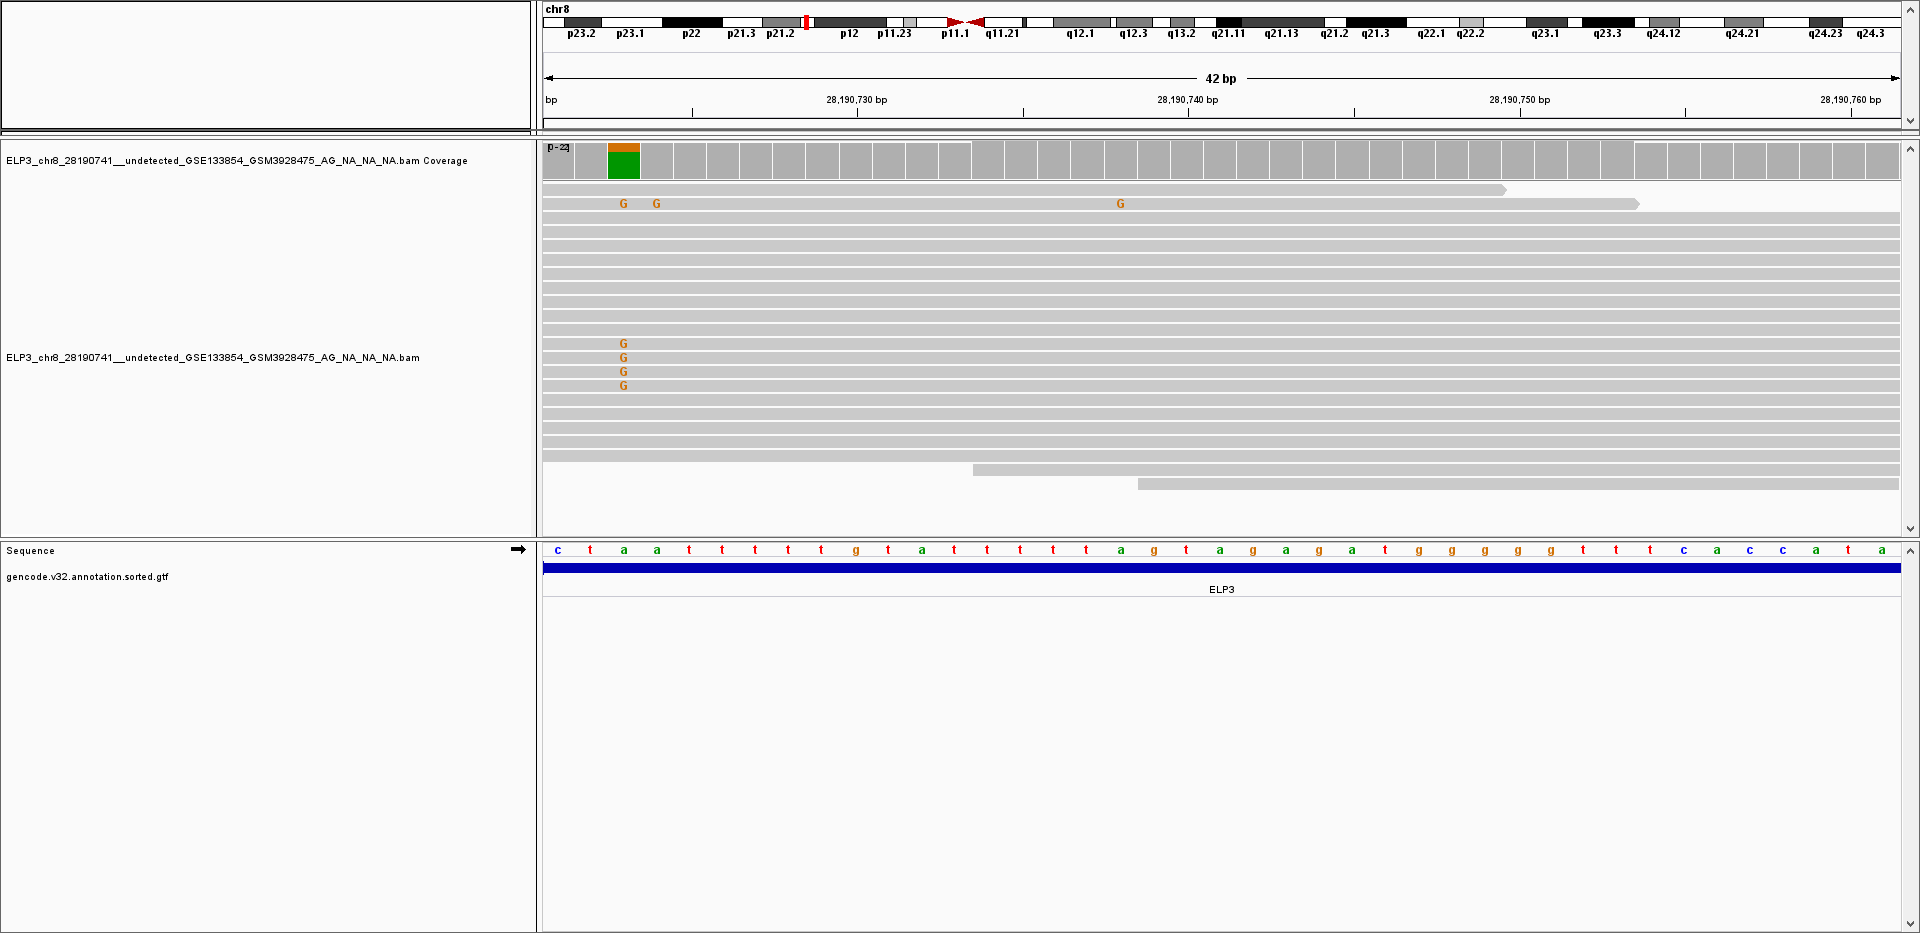 chr8
p23.2 p23.1 p22 p21.3 p21.2 p12 p11.23 p11.1 q11.21 q12.1 q12.3 q13.2 q21.11 q21.13 q21.2 q21.3 q22.1 q22.2 q23.1 q23.3 q24.12 q24.21 q24.23 q24.3
42 bp
bp 28,190,730 bp 28,190,740 bp 28,190,750 bp 28,190,760 bp
[0-22]
ELP3_chr8_28190741__undetected_GSE133854_GSM3928475_AG_NA_NA_NA.bam Coverage
G G G
G
ELP3_chr8_28190741__undetected_GSE133854_GSM3928475_AG_NA_NA_NA.bam G
G
G
Sequence c t a a t t t t t g t a t t t t t a g t a g a g a t g g g g g t t t c a c c a t a
gencode.v32.annotation.sorted.gtf
ELP3